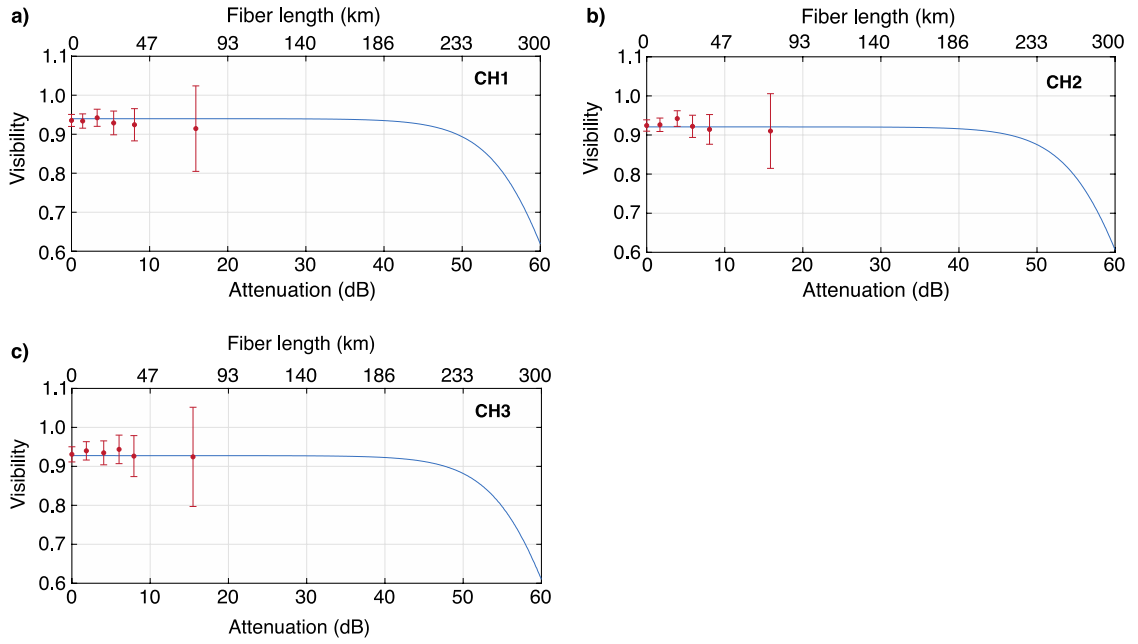 a)
Fiber length (km)
0 47 93 140 186 233 300
1.1
1.0
0.9
0.8
0.7
0.6
Visibility
CH1
0 10 20 30 40 50 60
Attenuation (dB)
b)
Fiber length (km)
0 47 93 140 186 233 300
1.1
1.0
0.9
0.8
0.7
0.6
Visibility
CH2
0 10 20 30 40 50 60
Attenuation (dB)
c)
Fiber length (km)
0 47 93 140 186 233 300
1.1
1.0
0.9
0.8
0.7
0.6
Visibility
CH3
0 10 20 30 40 50 60
Attenuation (dB)